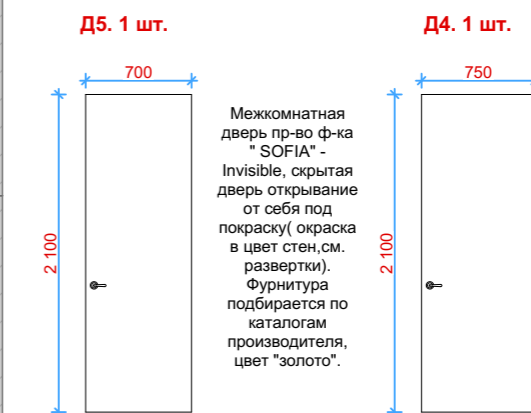 Д5. 1 шт.
Д4. 1 шт.
700
750
2 100
Межкомнатная
дверь пр-во ф-ка
" SOFIA" -
Invisible, скрытая
дверь открывание
от себя под
покраску( окраска
в цвет стен,см.
развертки).
Фурнитура
подбирается по
каталогам
производителя,
цвет "золото".
2 100